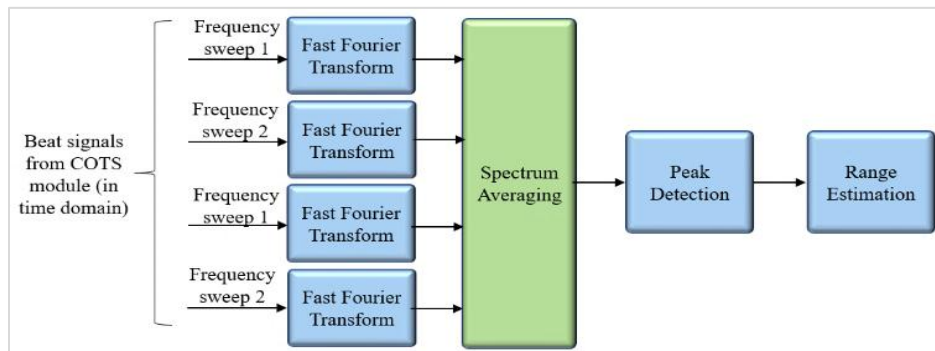 Beat signals
from COTS
module (in
time domain)
Frequency
sweep 1
Fast Fourier
Transform
Frequency
sweep 2
Fast Fourier
Transform
Frequency
sweep 1
Fast Fourier
Transform
Frequency
sweep 2
Fast Fourier
Transform
Spectrum
Averaging
Peak
Detection
Range
Estimation